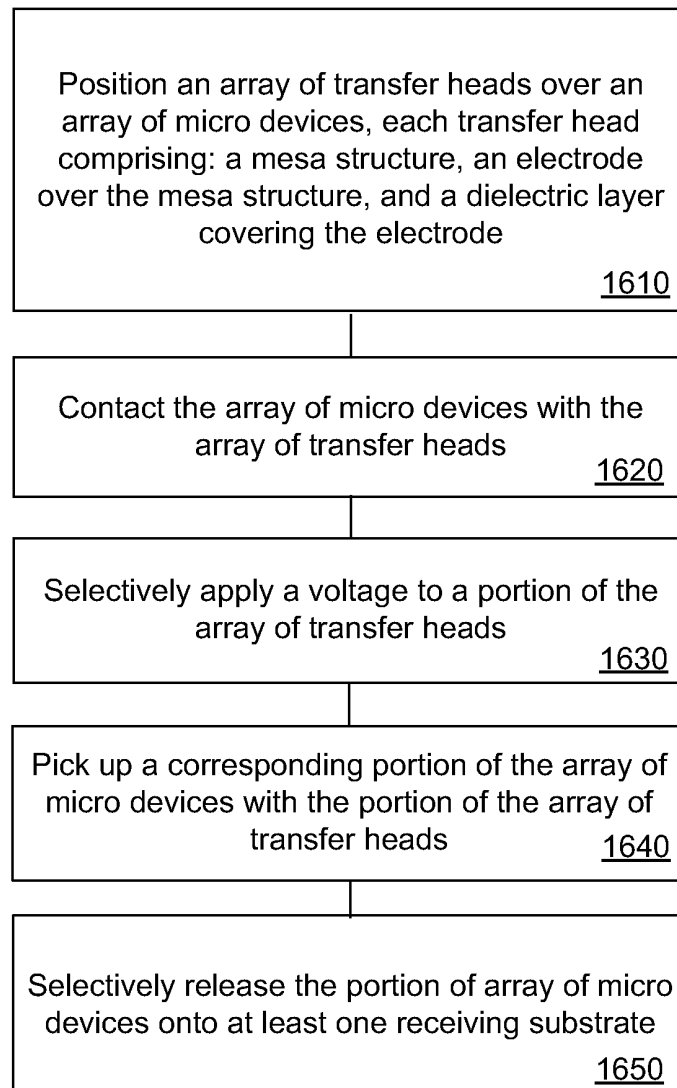 Position an array of transfer heads over an
array of micro devices, each transfer head
comprising: a mesa structure, an electrode
over the mesa structure, and a dielectric layer
covering the electrode
1610
Contact the array of micro devices with the
array of transfer heads
1620
Selectively apply a voltage to a portion of the
array of transfer heads
1630
Pick up a corresponding portion of the array of
micro devices with the portion of the array of
transfer heads
1640
Selectively release the portion of array of micro
devices onto at least one receiving substrate
1650